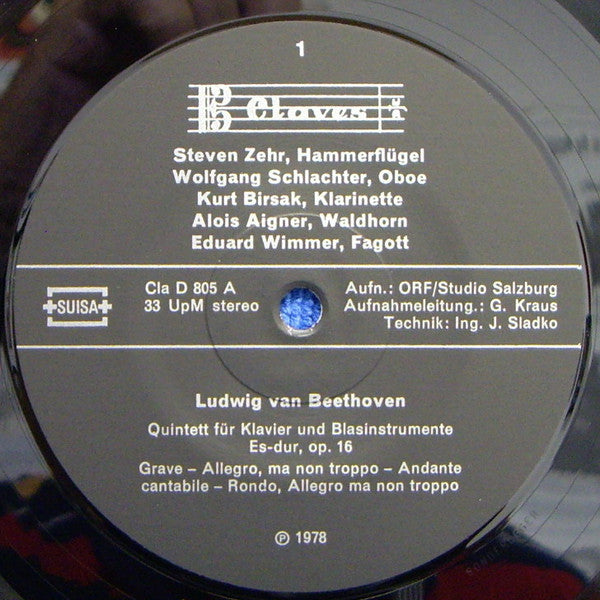 1
Claves
Steven Zehr, Hammerflügel
Wolfgang Schlachter, Oboe
Kurt Birsak, Klarinette
Alois Aigner, Waldhorn
Eduard Wimmer, Fagott
SUISA
Cla D 805 A
33 UpM stereo
Aufn.: ORF/Studio Salzburg
Aufnahmeleitung.: G. Kraus
Technik: Ing. J. Sladko
Ludwig van Beethoven
Quintett für Klavier und Blasinstrumente
Es-dur, op. 16
Grave – Allegro, ma non troppo – Andante
cantabile – Rondo, Allegro ma non troppo
℗ 1978